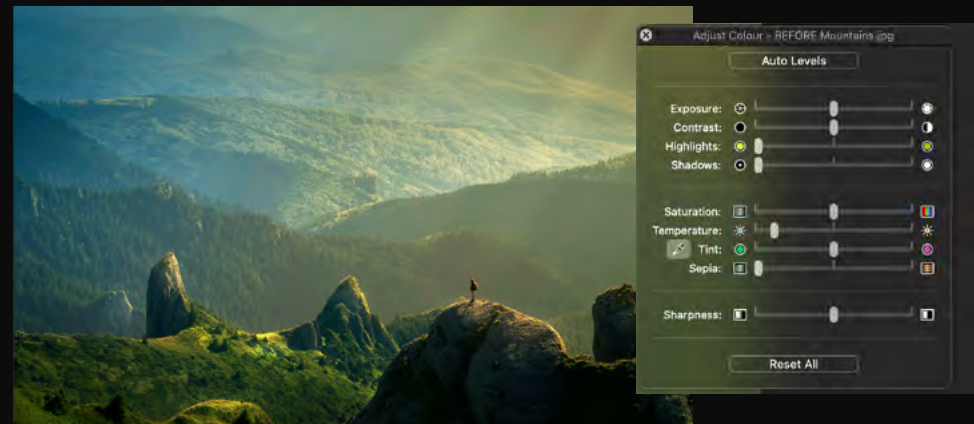 Adjust Colour - BEFORE Mountains.jpg
Auto Levels
Exposure:
Contrast:
Highlights:
Shadows:
Saturation:
Temperature:
Tint:
Sepia:
Sharpness:
Reset All